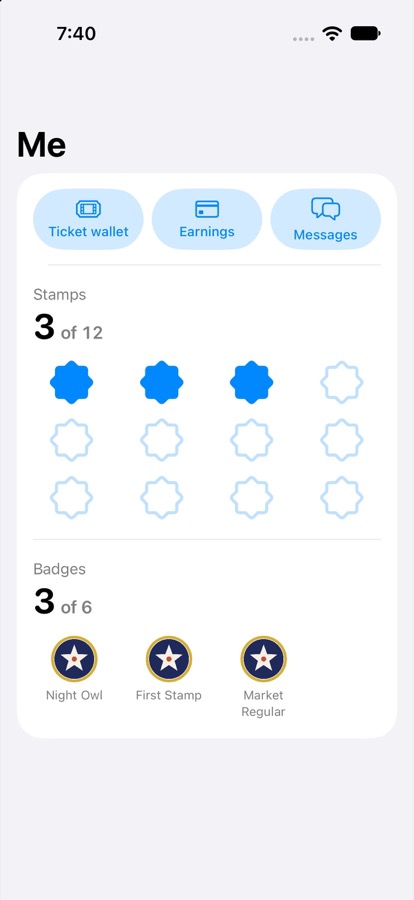 7:40
Me
Ticket wallet
Earnings
Messages
Stamps
3 of 12
Badges
3 of 6
Night Owl
First Stamp
Market
Regular